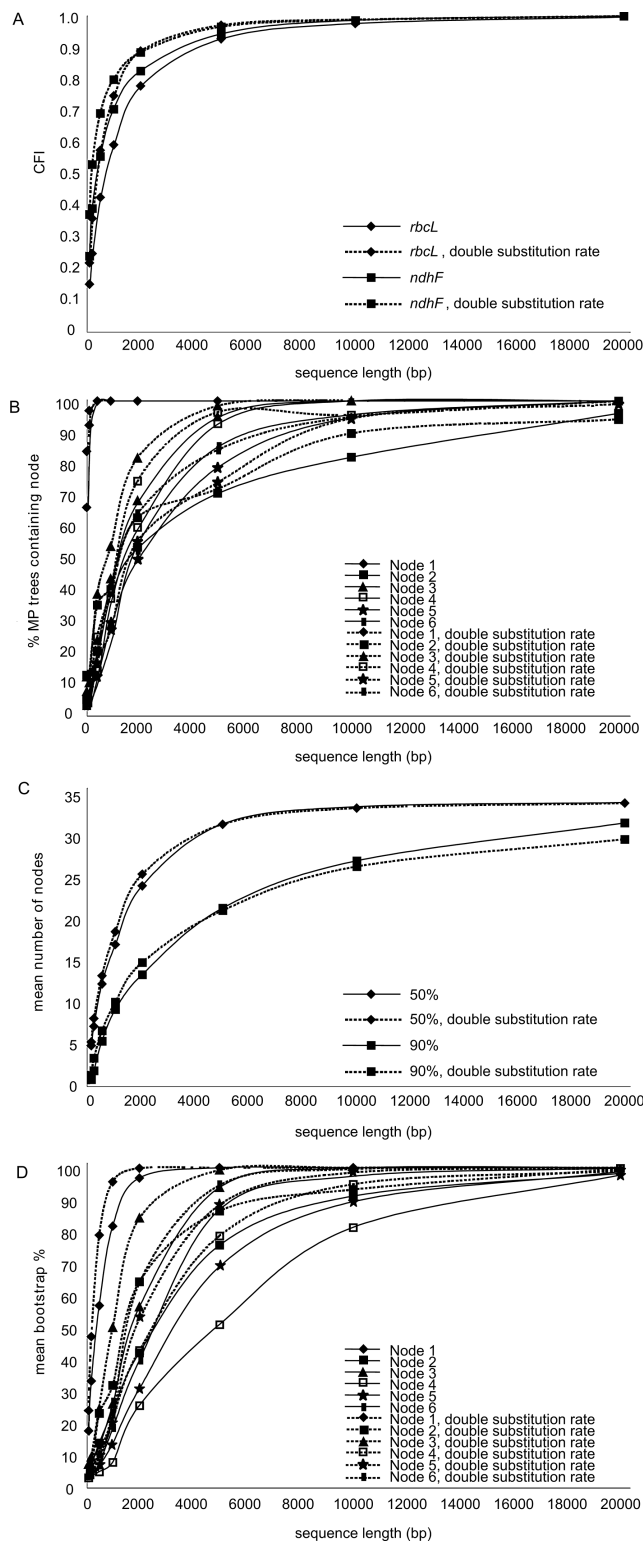 A
1.0
0.9
0.8
0.7
0.6
0.5
0.4
0.3
0.2
0.1
0
CFI
rbcL
rbcL, double substitution rate
ndhF
ndhF, double substitution rate
0 2000 4000 6000 8000 10000 12000 14000 16000 18000 20000
sequence length (bp)
B
100
90
80
70
60
50
40
30
20
10
0
% MP trees containing node
Node 1
Node 2
Node 3
Node 4
Node 5
Node 6
Node 1, double substitution rate
Node 2, double substitution rate
Node 3, double substitution rate
Node 4, double substitution rate
Node 5, double substitution rate
Node 6, double substitution rate
0 2000 4000 6000 8000 10000 12000 14000 16000 18000 20000
sequence length (bp)
C
35
30
25
20
15
10
5
0
mean number of nodes
50%
50%, double substitution rate
90%
90%, double substitution rate
0 2000 4000 6000 8000 10000 12000 14000 16000 18000 20000
sequence length (bp)
D
100
90
80
70
60
50
40
30
20
10
0
mean bootstrap %
Node 1
Node 2
Node 3
Node 4
Node 5
Node 6
Node 1, double substitution rate
Node 2, double substitution rate
Node 3, double substitution rate
Node 4, double substitution rate
Node 5, double substitution rate
Node 6, double substitution rate
0 2000 4000 6000 8000 10000 12000 14000 16000 18000 20000
sequence length (bp)